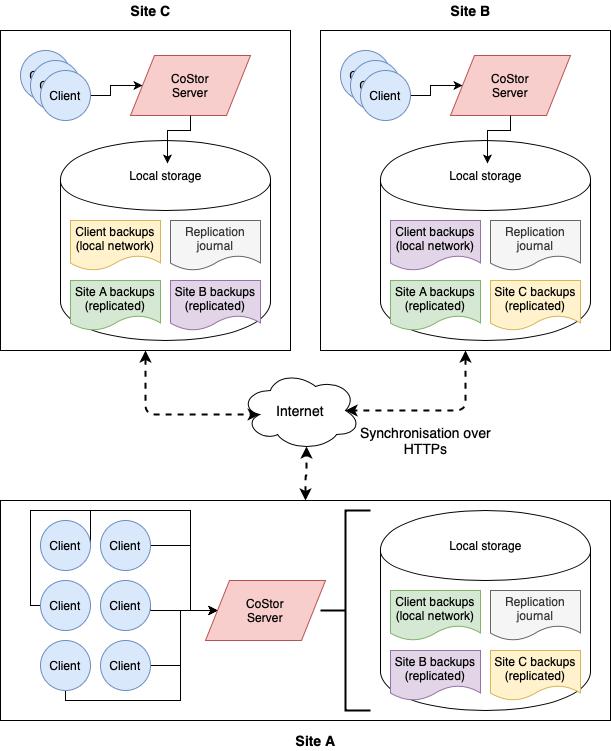 Site C
Site B
C
C
Client
CoStor
Server
Local storage
Client backups
(local network)
Replication
journal
Site A backups
(replicated)
Site B backups
(replicated)
C
C
Client
CoStor
Server
Local storage
Client backups
(local network)
Replication
journal
Site A backups
(replicated)
Site C backups
(replicated)
Internet
Synchronisation over
HTTPs
Client
Client
Client
Client
Client
Client
CoStor
Server
Local storage
Client backups
(local network)
Replication
journal
Site B backups
(replicated)
Site C backups
(replicated)
Site A